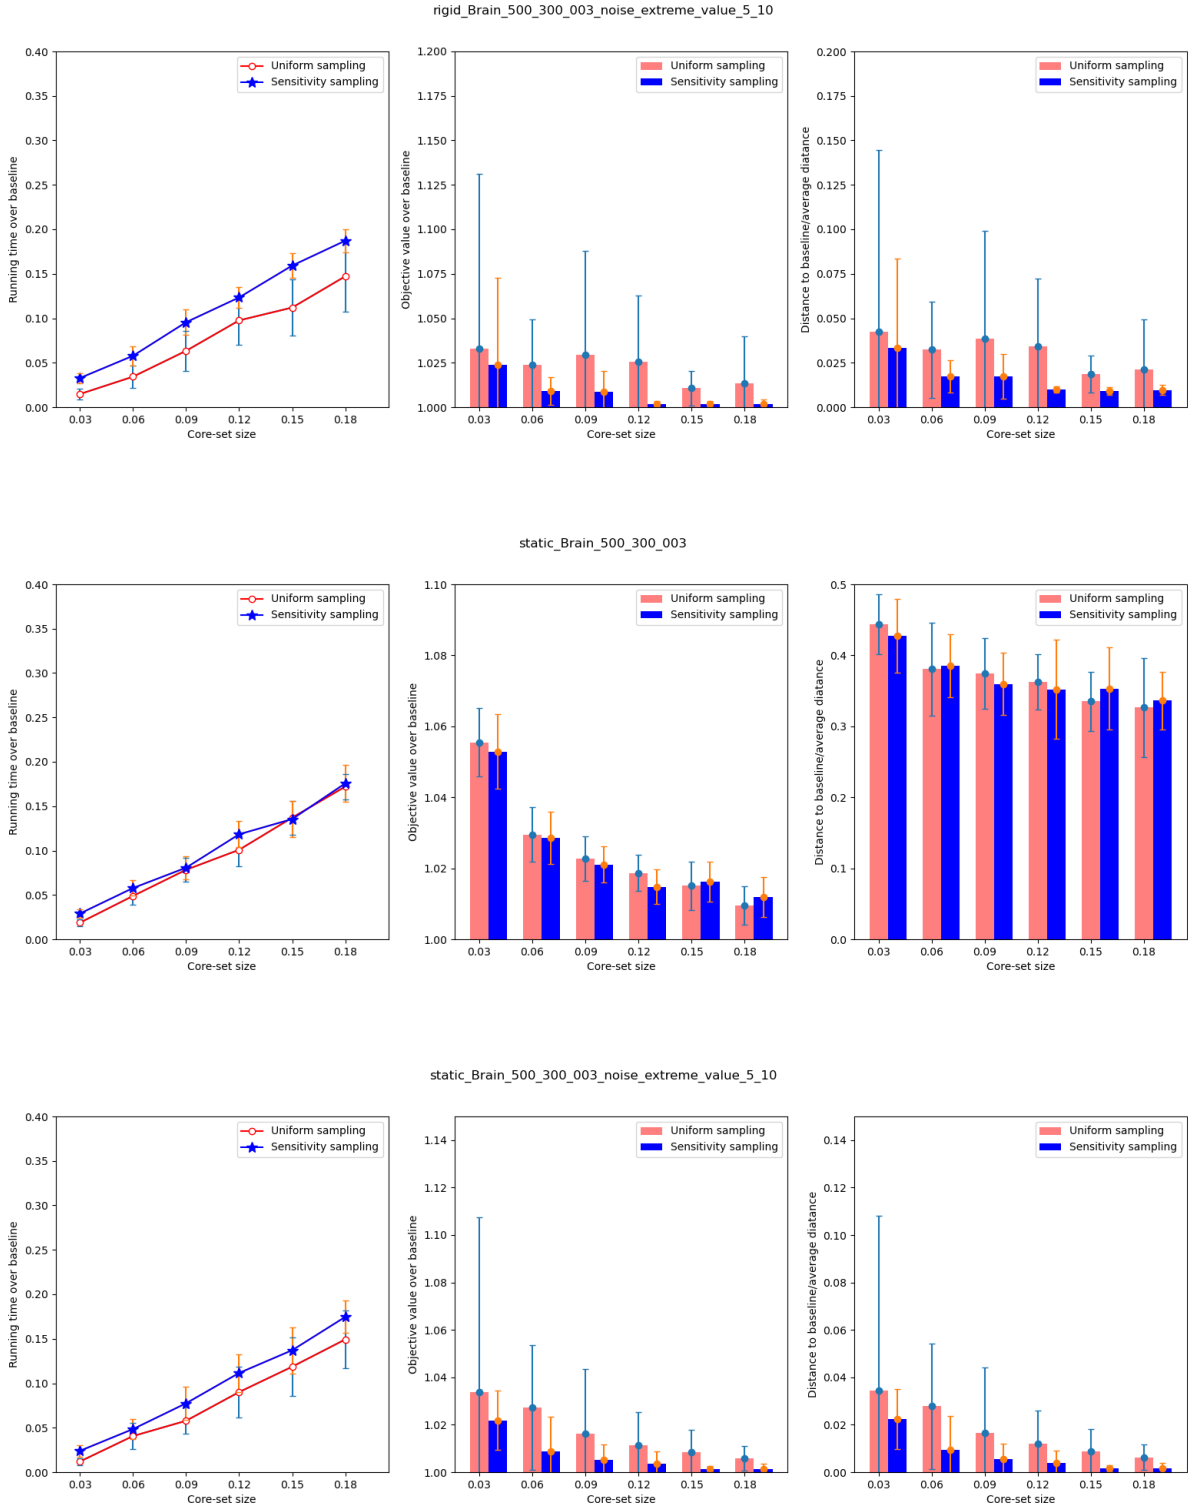 rigid_Brain_500_300_003_noise_extreme_value_5_10
Running time over baseline
0.40
0.35
0.30
0.25
0.20
0.15
0.10
0.05
0.00
Uniform sampling
Sensitivity sampling
0.03 0.06 0.09 0.12 0.15 0.18
Core-set size
Objective value over baseline
1.200
1.175
1.150
1.125
1.100
1.075
1.050
1.025
1.000
Uniform sampling
Sensitivity sampling
0.03 0.06 0.09 0.12 0.15 0.18
Core-set size
Distance to baseline/average diatance
0.200
0.175
0.150
0.125
0.100
0.075
0.050
0.025
0.000
Uniform sampling
Sensitivity sampling
0.03 0.06 0.09 0.12 0.15 0.18
Core-set size
static_Brain_500_300_003
Running time over baseline
0.40
0.35
0.30
0.25
0.20
0.15
0.10
0.05
0.00
Uniform sampling
Sensitivity sampling
0.03 0.06 0.09 0.12 0.15 0.18
Core-set size
Objective value over baseline
1.10
1.08
1.06
1.04
1.02
1.00
Uniform sampling
Sensitivity sampling
0.03 0.06 0.09 0.12 0.15 0.18
Core-set size
Distance to baseline/average diatance
0.5
0.4
0.3
0.2
0.1
0.0
Uniform sampling
Sensitivity sampling
0.03 0.06 0.09 0.12 0.15 0.18
Core-set size
static_Brain_500_300_003_noise_extreme_value_5_10
Running time over baseline
0.40
0.35
0.30
0.25
0.20
0.15
0.10
0.05
0.00
Uniform sampling
Sensitivity sampling
0.03 0.06 0.09 0.12 0.15 0.18
Core-set size
Objective value over baseline
1.14
1.12
1.10
1.08
1.06
1.04
1.02
1.00
Uniform sampling
Sensitivity sampling
0.03 0.06 0.09 0.12 0.15 0.18
Core-set size
Distance to baseline/average diatance
0.14
0.12
0.10
0.08
0.06
0.04
0.02
0.00
Uniform sampling
Sensitivity sampling
0.03 0.06 0.09 0.12 0.15 0.18
Core-set size